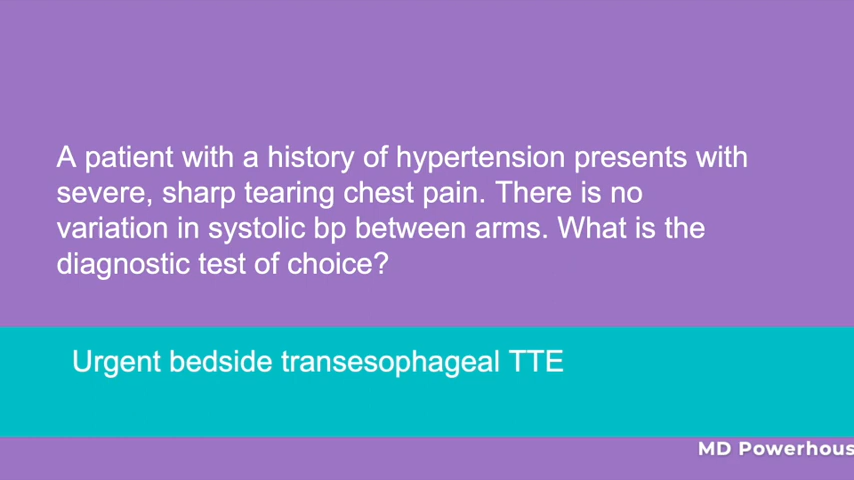 A patient with a history of hypertension presents with
severe, sharp tearing chest pain. There is no
variation in systolic bp between arms. What is the
diagnostic test of choice?
Urgent bedside transesophageal TTE
MD Powerhous